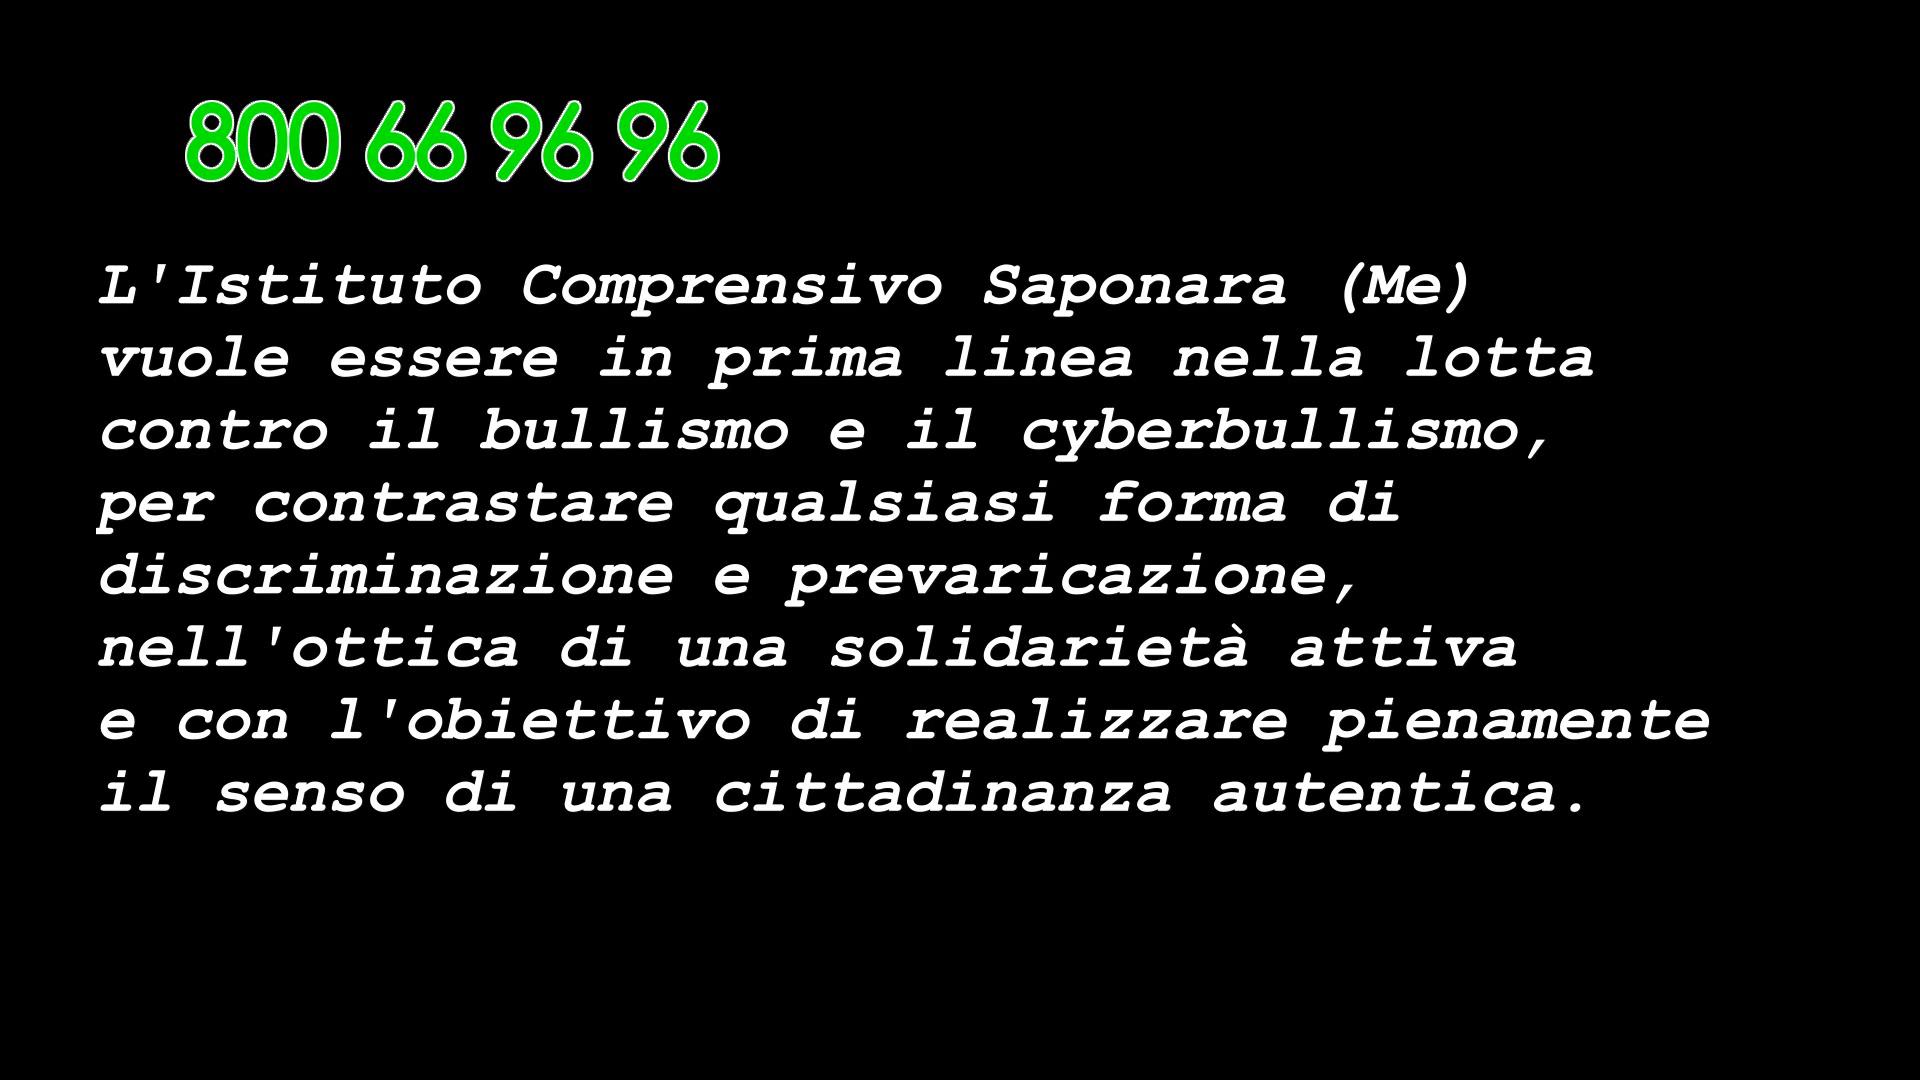 800 66 96 96
L'Istituto Comprensivo Saponara (Me)
vuole essere in prima linea nella lotta
contro il bullismo e il cyberbullismo,
per contrastare qualsiasi forma di
discriminazione e prevaricazione,
nell'ottica di una solidarietà attiva
e con l'obiettivo di realizzare pienamente
il senso di una cittadinanza autentica.